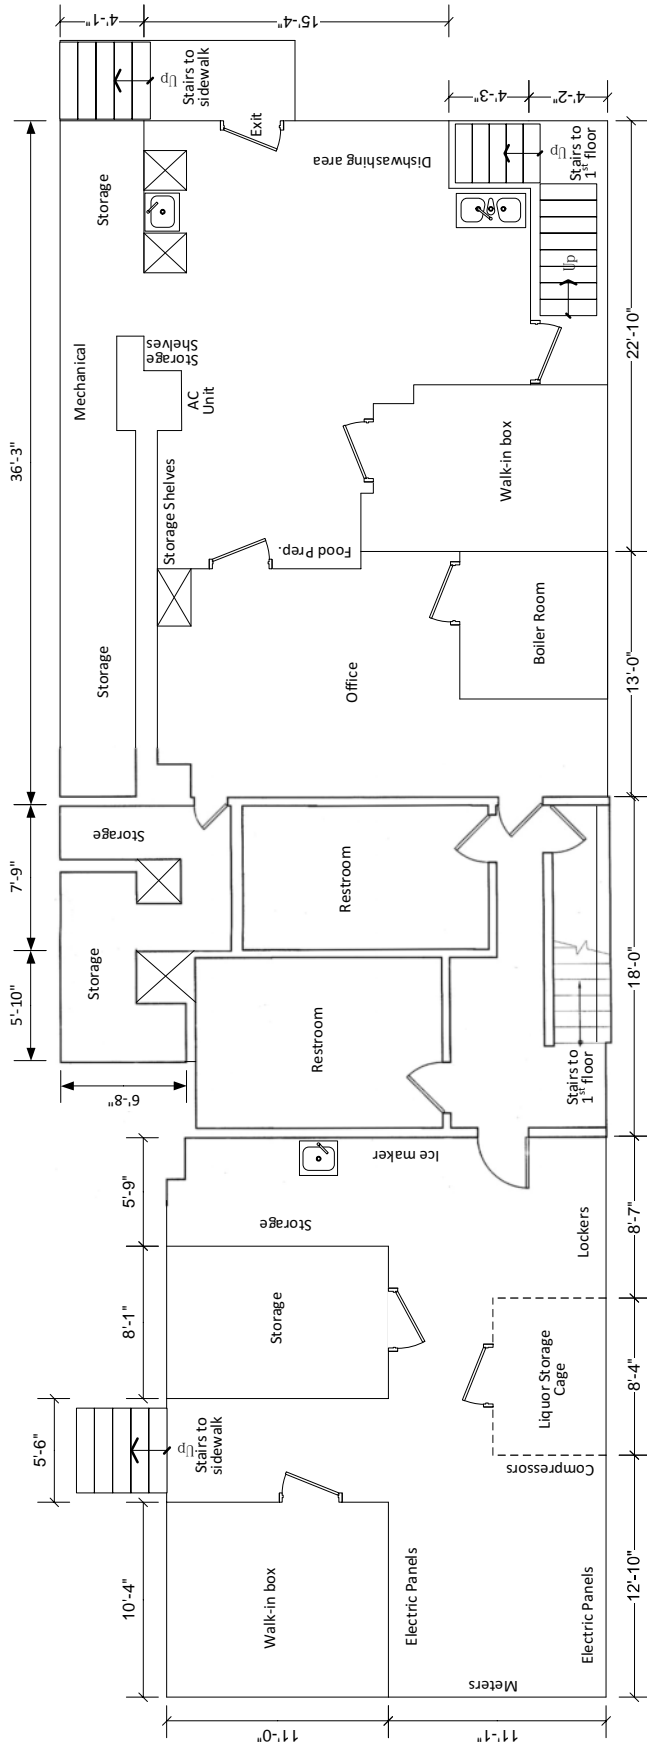 4'-1"
15'-4"
Up
Stairs to
sidewalk
Exit
4'-3"
4'-2"
Up
Stairs to
1st floor
Up
Dishwashing area
Storage
36'-3"
Mechanical
Storage
Shelves
AC
Unit
22'-10"
Walk-in box
Storage Shelves
Food Prep.
Storage
Office
Boiler Room
13'-0"
7'-9"
Storage
Restroom
5'-10"
Storage
Restroom
18'-0"
Stairs to
1st floor
6'-8"
5'-9"
Ice maker
Storage
Lockers
8'-7"
8'-1"
Storage
Liquor Storage
Cage
8'-4"
5'-6"
Up
Stairs to
sidewalk
Compressors
10'-4"
Walk-in box
Electric Panels
Electric Panels
12'-10"
Meters
11'-0"
11'-1"